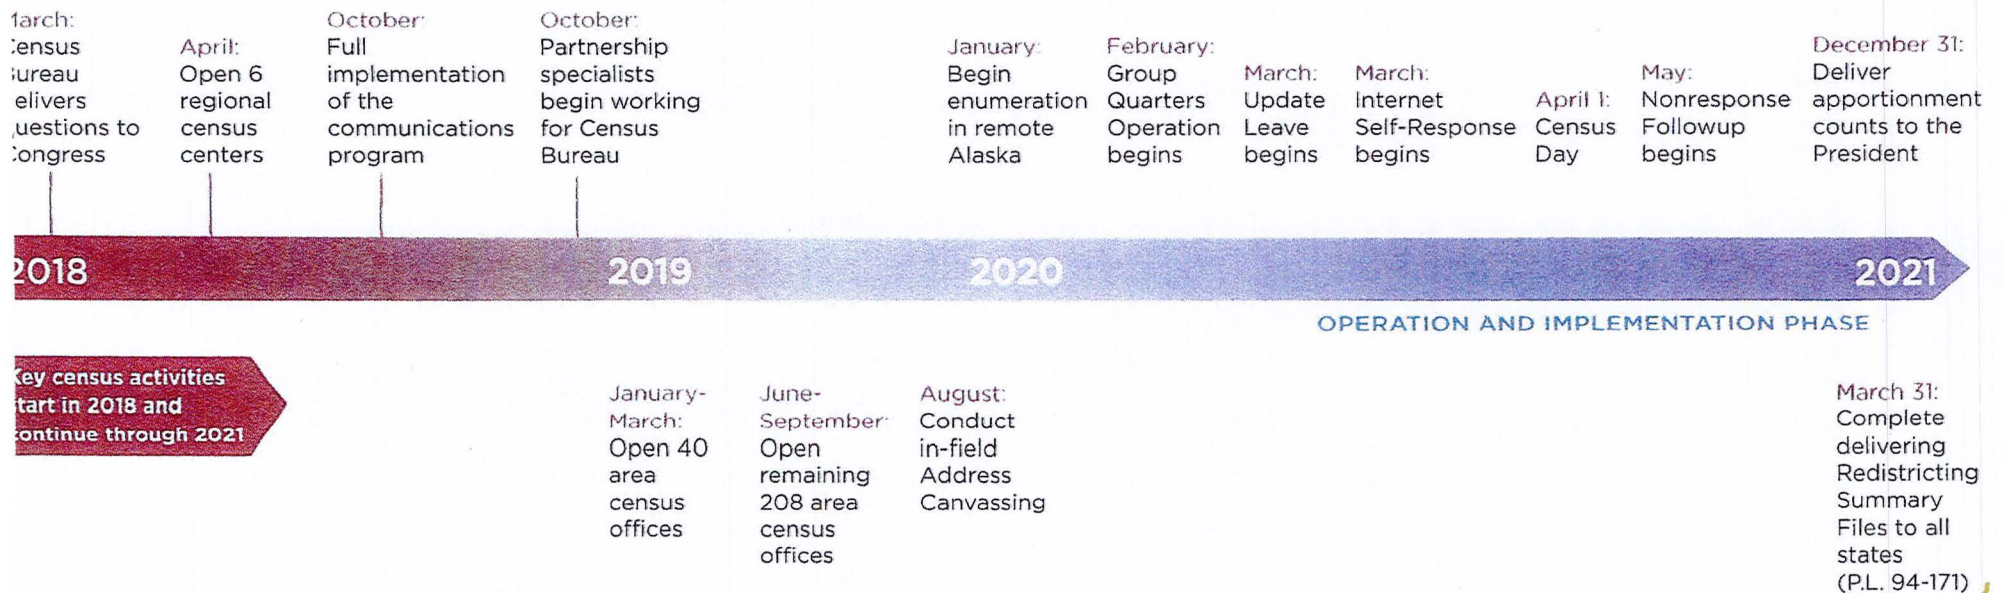 arch:
ensus
ureau
elivers
uestions to
ongress
April:
Open 6
regional
census
centers
October:
Full
implementation
of the
communications
program
October:
Partnership
specialists
begin working
for Census
Bureau
January:
Begin
enumeration
in remote
Alaska
February:
Group
Quarters
Operation
begins
March:
Update
Leave
begins
March:
Internet
Self-Response
begins
April 1:
Census
Day
May:
Nonresponse
Followup
begins
December 31:
Deliver
apportionment
counts to the
President
2018
2019
2020
2021
OPERATION AND IMPLEMENTATION PHASE
Key census activities
tart in 2018 and
ontinue through 2021
January-
March:
Open 40
area
census
offices
June-
September:
Open
remaining
208 area
census
offices
August:
Conduct
in-field
Address
Canvassing
March 31:
Complete
delivering
Redistricting
Summary
Files to all
states
(P.L. 94-171)